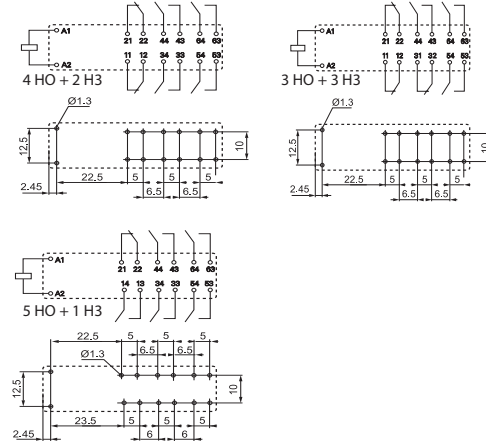 A1 21 22 44 43 64 63
A2 11 12 34 33 54 53
4 HO + 2 H3
Ø1.3
12,5
10
2.45 22.5 5 5 5
6.5 6.5
A1 21 22 44 43 64 63
A2 11 12 31 32 54 53
3 HO + 3 H3
Ø1.3
12,5
10
2.45 22.5 5 5 5
6.5 6.5
A1 21 22 44 43 64 63
A2 14 13 34 33 54 53
5 HO + 1 H3
22.5 5 5 5
Ø1.3 6.5 6.5
12,5
10
2.45 23.5 5 5 5
6 6